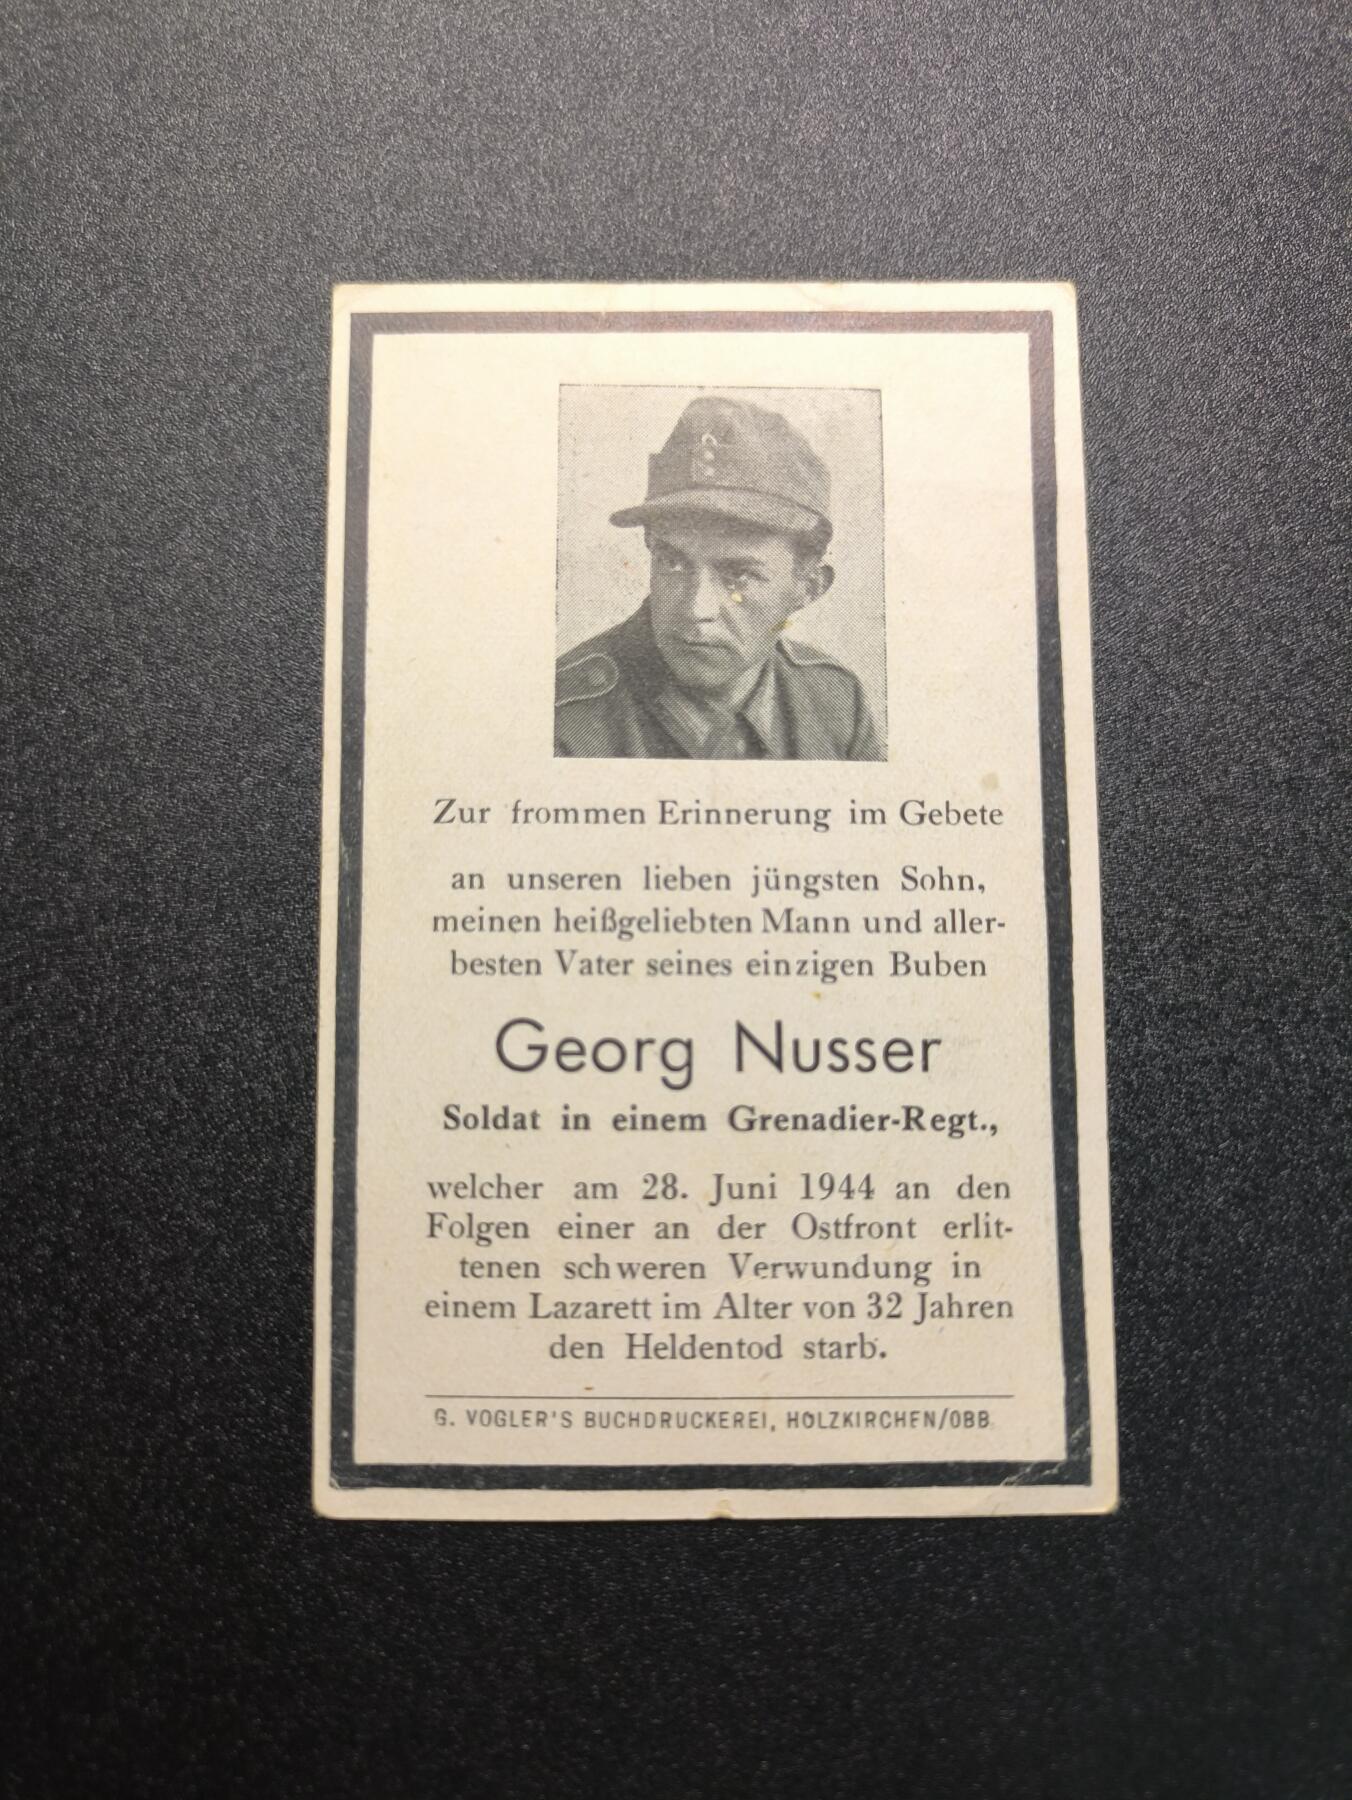 Zur frommen Erinnerung im Gebete
an unseren lieben jüngsten Sohn,
meinen heißgeliebten Mann und aller-
besten Vater seines einzigen Buben
Georg Nusser
Soldat in einem Grenadier-Regt.,
welcher am 28. Juni 1944 an den
Folgen einer an der Ostfront erlit-
tenen schweren Verwundung in
einem Lazarett im Alter von 32 Jahren
den Heldentod starb.
G. VOGLER'S BUCHDRUCKEREI, HOLZKIRCHEN/OBB.